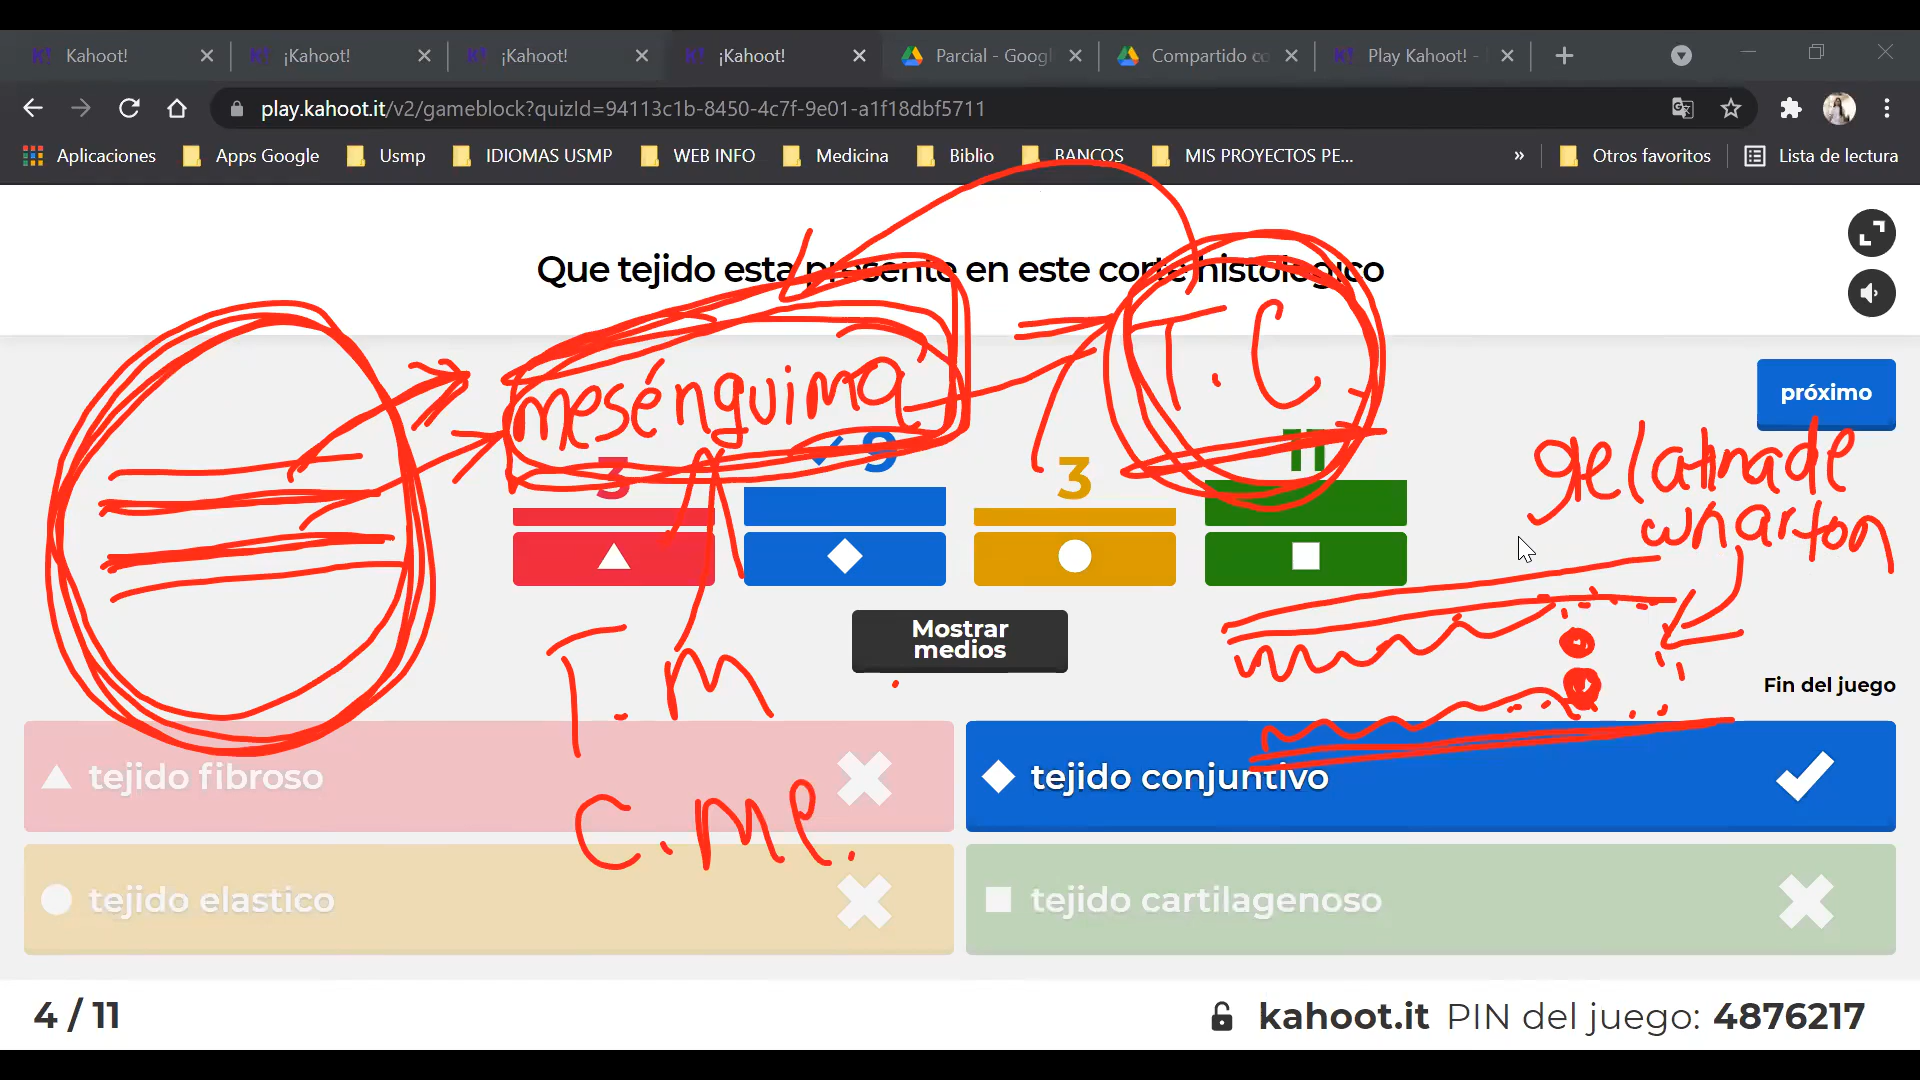 Kahoot!
¡Kahoot!
¡Kahoot!
¡Kahoot!
Parcial - Googl
Compartido co
Play Kahoot! -
play.kahoot.it/v2/gameblock?quizId=94113c1b-8450-4c7f-9e01-a1f18dbf5711
Aplicaciones
Apps Google
Usmp
IDIOMAS USMP
WEB INFO
Medicina
Biblio
BANCOS
MIS PROYECTOS PE...
»
Otros favoritos
Lista de lectura
Que tejido esta presente en este corte histologico
mesénquima
T.C
próximo
gelatina de
wharton
3
9
3
11
Mostrar
medios
T.M
C.Me.
Fin del juego
tejido fibroso
tejido conjuntivo
tejido elastico
tejido cartilagenoso
4 / 11
kahoot.it PIN del juego: 4876217